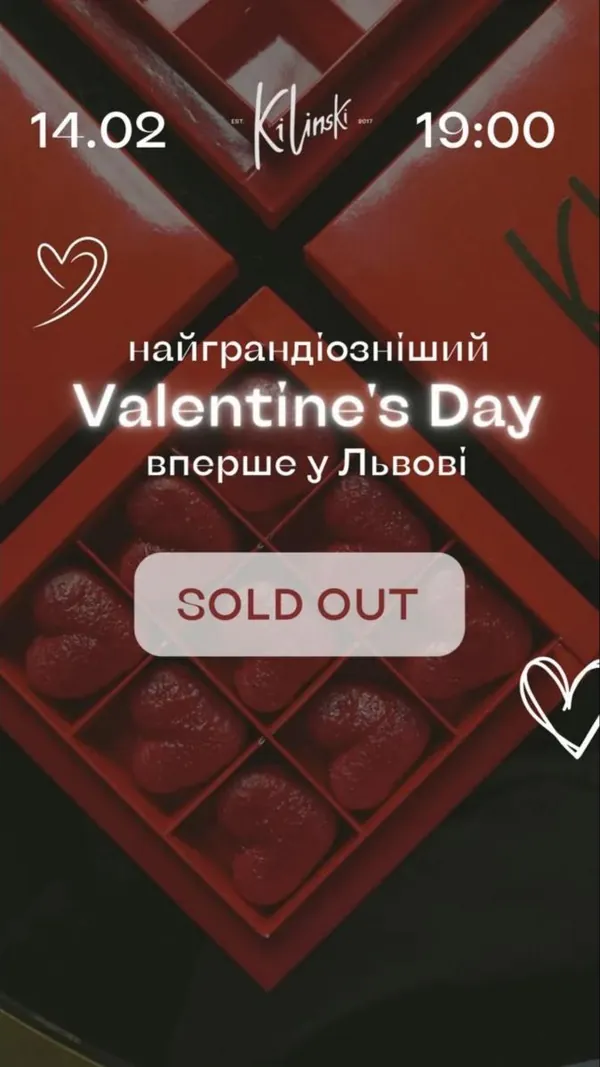 14.02
EST.
Kilinski
2017
19:00
найграндіозніший
Valentine's Day
вперше у Львові
SOLD OUT